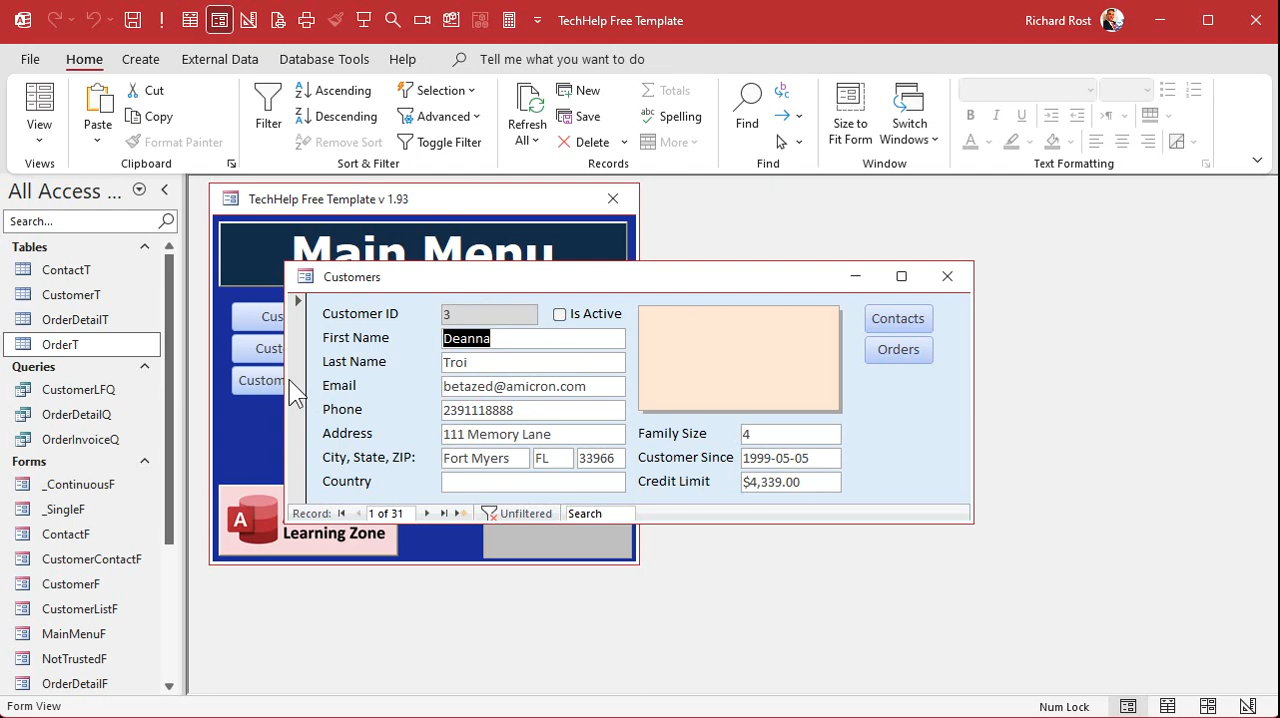 TechHelp Free Template
Richard Rost
File Home Create External Data Database Tools Help Tell me what you want to do
View
Views
Paste
Cut
Copy
Format Painter
Clipboard
Filter
Ascending
Descending
Remove Sort
Selection
Advanced
Toggle Filter
Sort & Filter
Refresh
All
New
Save
Delete
Totals
Spelling
More
Records
Find
Find
Size to
Fit Form
Switch
Windows
Window
B I U
A
Text Formatting
All Access ...
Search...
Tables
ContactT
CustomerT
OrderDetailT
OrderT
Queries
CustomerLFQ
OrderDetailQ
OrderInvoiceQ
Forms
_ContinuousF
_SingleF
ContactF
CustomerContactF
CustomerF
CustomerListF
MainMenuF
NotTrustedF
OrderDetailF
TechHelp Free Template v 1.93
Main Menu
Cus
Cust
Custom
A
Learning Zone
Customers
Customer ID 3 Is Active
First Name Deanna
Last Name Troi
Email betazed@amicron.com
Phone 2391118888
Address 111 Memory Lane
City, State, ZIP: Fort Myers FL 33966
Country
Family Size 4
Customer Since 1999-05-05
Credit Limit $4,339.00
Contacts
Orders
Record: 1 of 31 Unfiltered Search
Form View
Num Lock